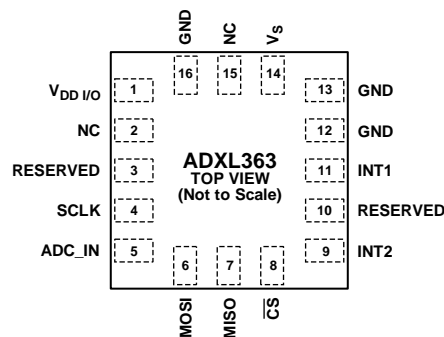 GND
NC
VS
16
15
14
VDD I/O
1
13
GND
NC
2
12
GND
RESERVED
3
11
INT1
SCLK
4
10
RESERVED
ADC_IN
5
9
INT2
ADXL363
TOP VIEW
(Not to Scale)
6
7
8
MOSI
MISO
CS